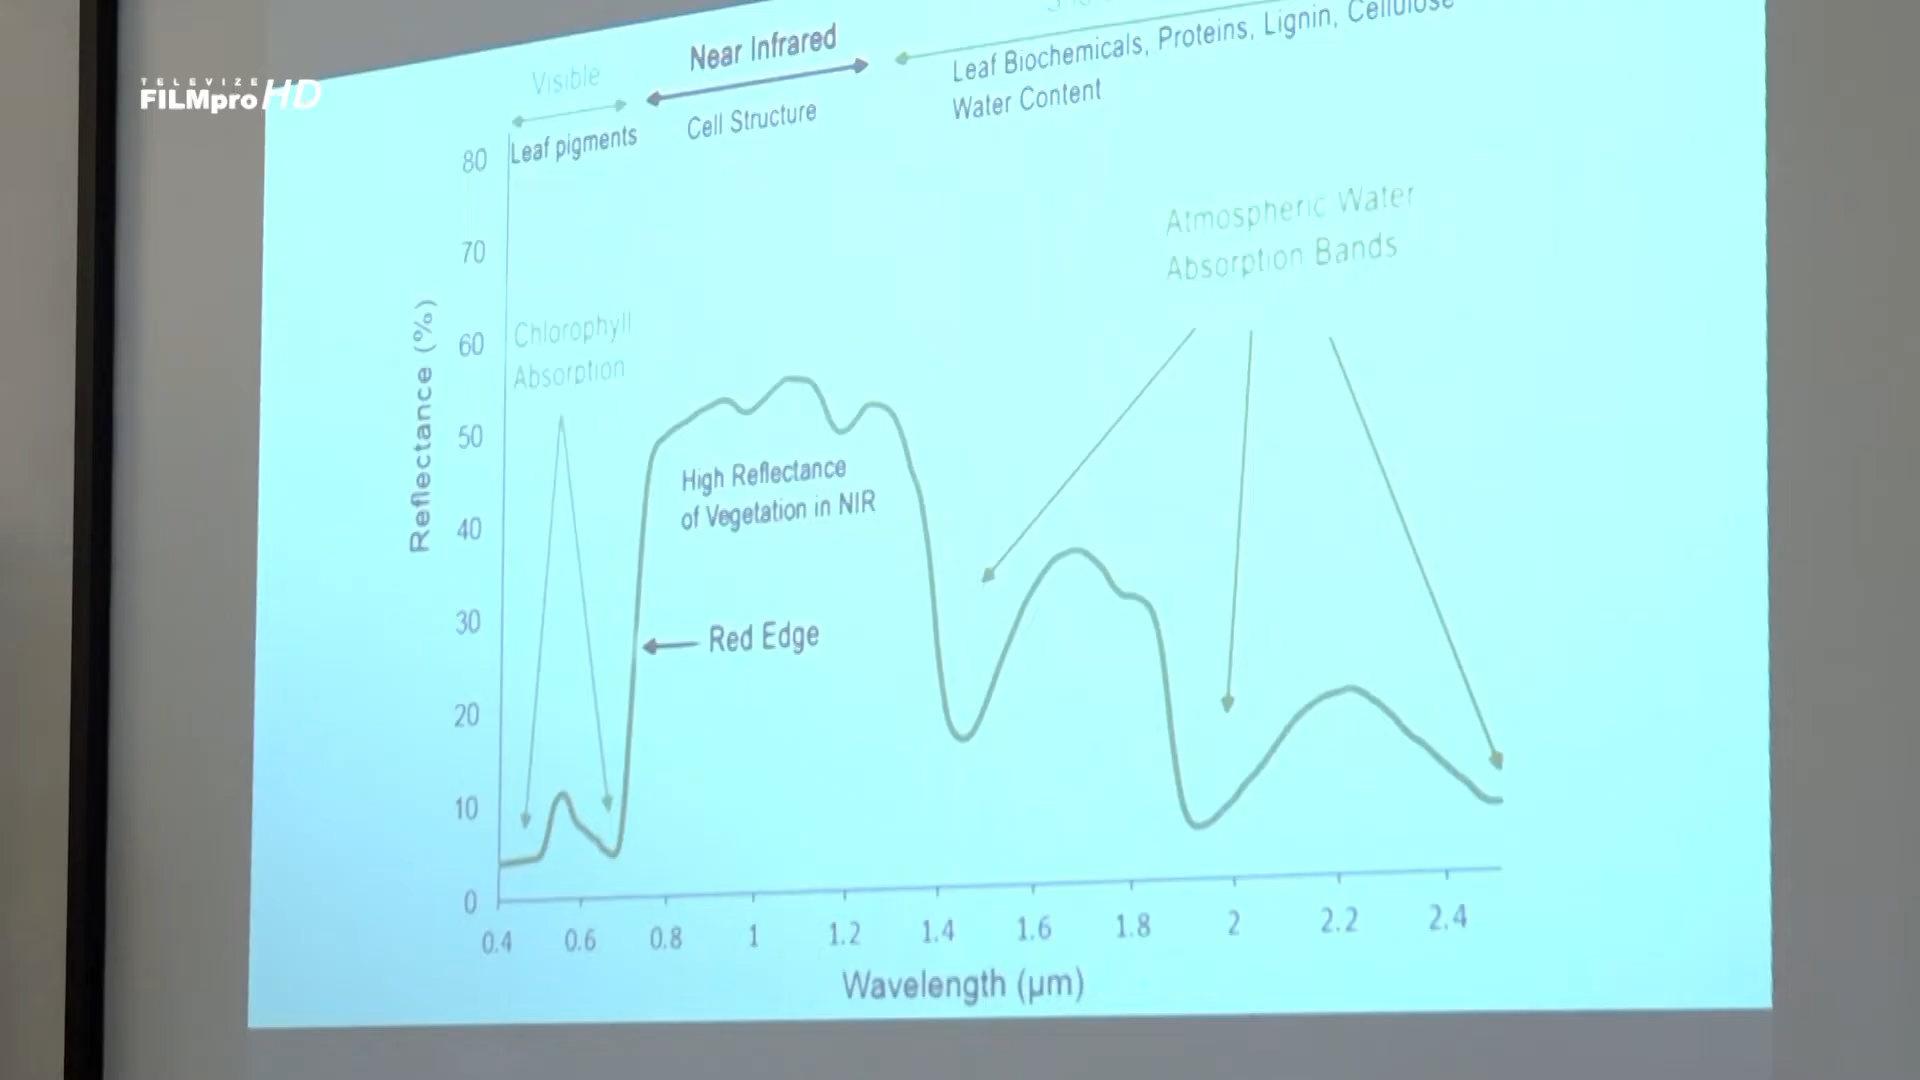 TELEVIZE
FILMpro HD
Visible
Near Infrared
Leaf pigments
Cell Structure
Leaf Biochemicals, Proteins, Lignin, Cellulose
Water Content
Atmospheric Water
Absorption Bands
Chlorophyll
Absorption
High Reflectance
of Vegetation in NIR
Red Edge
Reflectance (%)
80
70
60
50
40
30
20
10
0
0.4 0.6 0.8 1 1.2 1.4 1.6 1.8 2 2.2 2.4
Wavelength (µm)